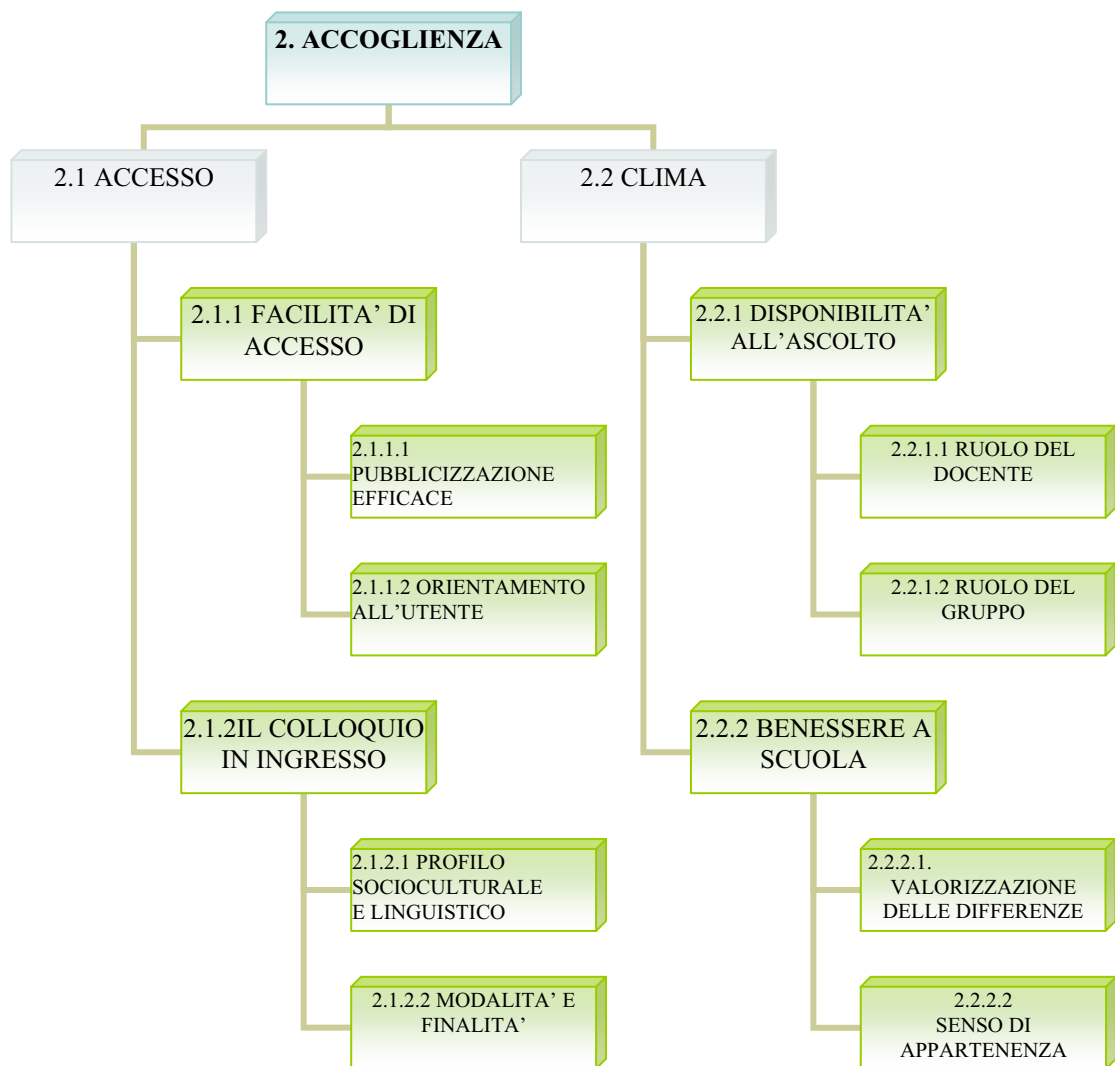 2. ACCOGLIENZA
2.1 ACCESSO
2.2 CLIMA
2.1.1 FACILITA’ DI
ACCESSO
2.2.1 DISPONIBILITA’
ALL’ASCOLTO
2.1.1.1
PUBBLICIZZAZIONE
EFFICACE
2.2.1.1 RUOLO DEL
DOCENTE
2.1.1.2 ORIENTAMENTO
ALL’UTENTE
2.2.1.2 RUOLO DEL
GRUPPO
2.1.2IL COLLOQUIO
IN INGRESSO
2.2.2 BENESSERE A
SCUOLA
2.1.2.1 PROFILO
SOCIOCULTURALE
E LINGUISTICO
2.2.2.1.
VALORIZZAZIONE
DELLE DIFFERENZE
2.1.2.2 MODALITA’ E
FINALITA’
2.2.2.2
SENSO DI
APPARTENENZA